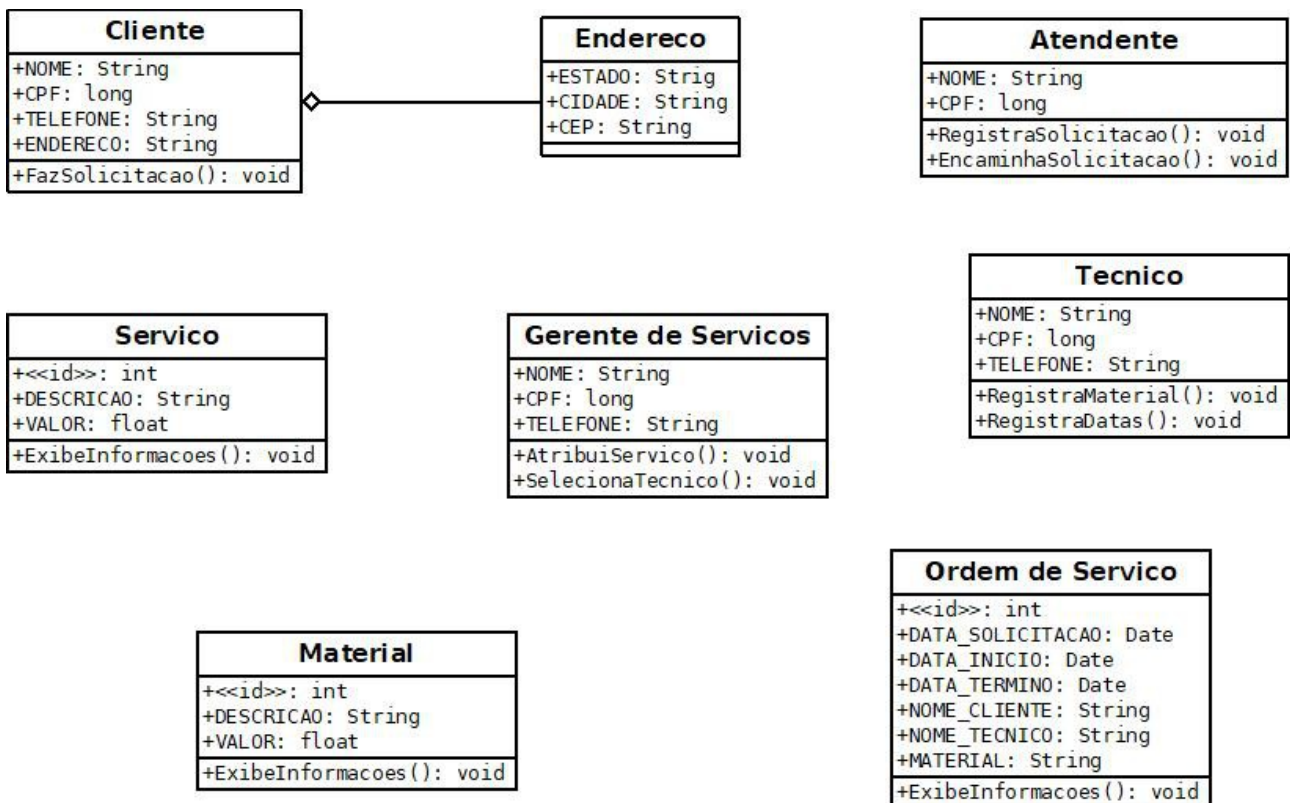 Cliente
+NOME: String
+CPF: long
+TELEFONE: String
+ENDERECO: String
+FazSolicitacao(): void
Endereco
+ESTADO: Strig
+CIDADE: String
+CEP: String
Atendente
+NOME: String
+CPF: long
+RegistraSolicitacao(): void
+EncaminhaSolicitacao(): void
Servico
+<<id>>: int
+DESCRICAO: String
+VALOR: float
+ExibeInformacoes(): void
Gerente de Servicos
+NOME: String
+CPF: long
+TELEFONE: String
+AtribuiServico(): void
+SelecionaTecnico(): void
Tecnico
+NOME: String
+CPF: long
+TELEFONE: String
+RegistraMaterial(): void
+RegistraDatas(): void
Material
+<<id>>: int
+DESCRICAO: String
+VALOR: float
+ExibeInformacoes(): void
Ordem de Servico
+<<id>>: int
+DATA_SOLICITACAO: Date
+DATA_INICIO: Date
+DATA_TERMINO: Date
+NOME_CLIENTE: String
+NOME_TECNICO: String
+MATERIAL: String
+ExibeInformacoes(): void